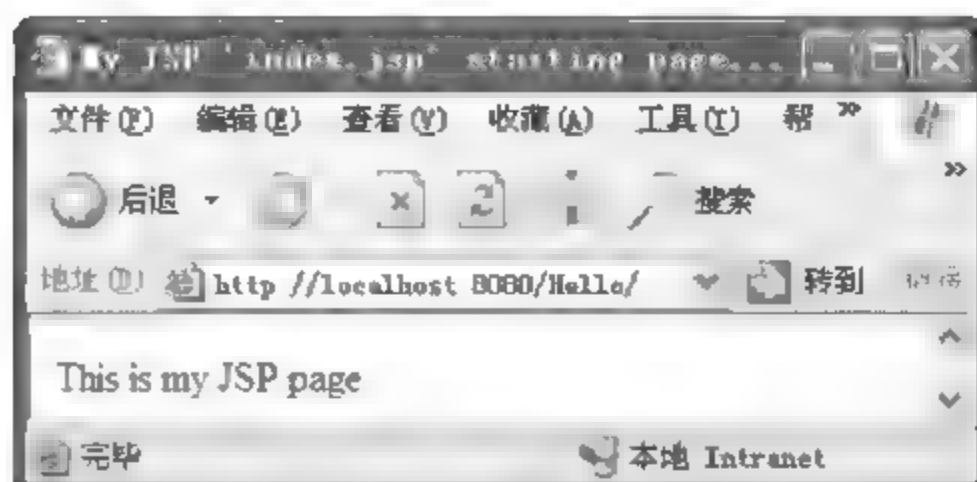 My JSP 'index.jsp' starting page...
文件(F) 编辑(E) 查看(V) 收藏(A) 工具(T) 帮 »
»
后退 搜索
地址(D) http //localhost 8080/Hello/ 转到
This is my JSP page
完毕 本地 Intranet